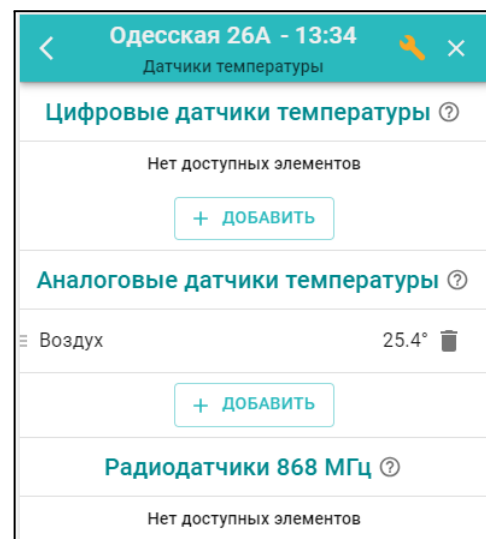 Одесская 26А - 13:34
Датчики температуры
Цифровые датчики температуры ?
Нет доступных элементов
+ ДОБАВИТЬ
Аналоговые датчики температуры ?
Воздух 25.4°
+ ДОБАВИТЬ
Радиодатчики 868 МГц ?
Нет доступных элементов